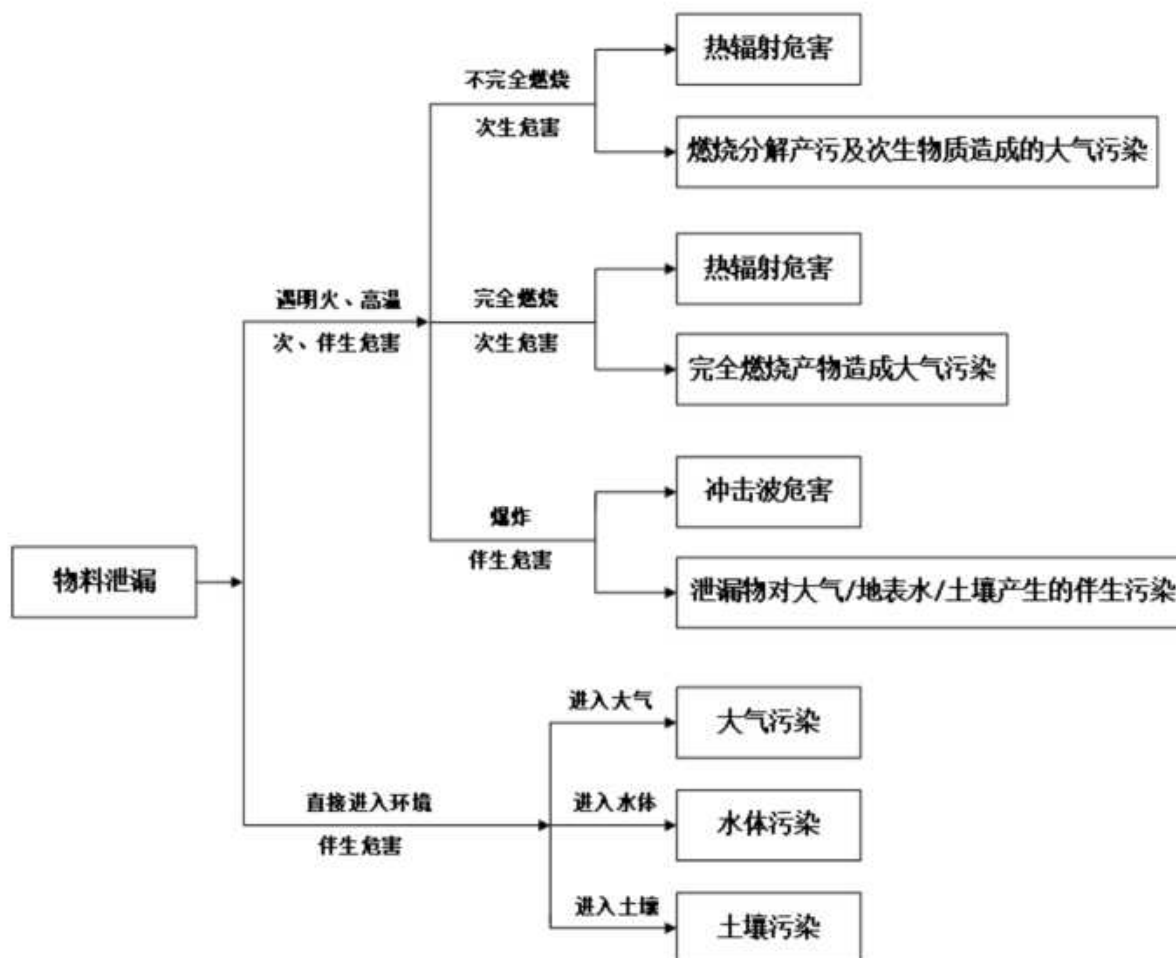 热辐射危害
不完全燃烧
次生危害
燃烧分解产污及次生物质造成的大气污染
热辐射危害
遇明火、高温
完全燃烧
次、伴生危害
次生危害
完全燃烧产物造成大气污染
冲击波危害
爆炸
伴生危害
物料泄漏
泄漏物对大气/地表水/土壤产生的伴生污染
进入大气
大气污染
直接进入环境
进入水体
水体污染
伴生危害
进入土壤
土壤污染